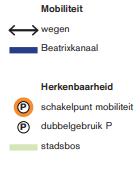 Mobiliteit
wegen
Beatrixkanaal
Herkenbaarheid
P schakelpunt mobiliteit
P dubbelgebruik P
stadsbos